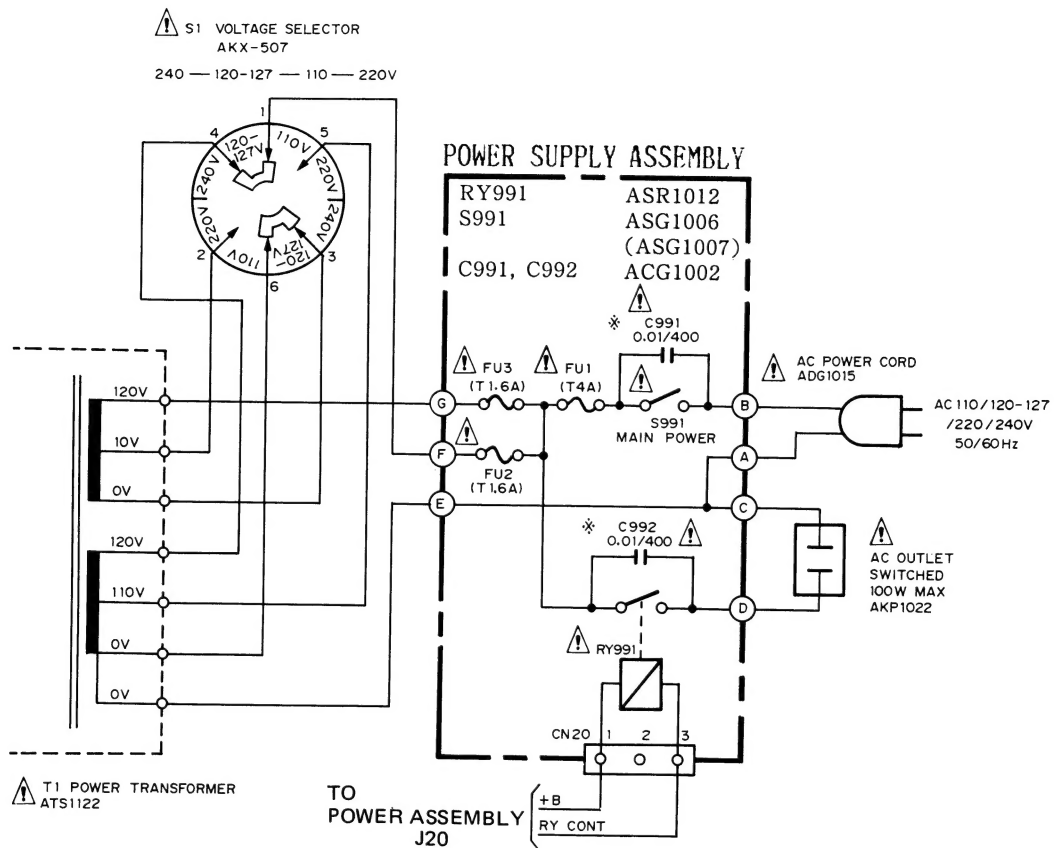 ⚠ S1 VOLTAGE SELECTOR
AKX-507
240 — 120-127 — 110 — 220V
1
4
5
2
3
6
120-
127V
110V
220V
240V
120-
127V
110V
220V
240V
POWER SUPPLY ASSEMBLY
RY991 ASR1012
S991 ASG1006
(ASG1007)
C991, C992 ACG1002
⚠
※ C991
0.01/400
⚠ FU3
(T1.6A)
⚠ FU1
(T4A)
⚠
S991
MAIN POWER
⚠
FU2
(T1.6A)
G
F
E
B
A
C
D
⚠ AC POWER CORD
ADG1015
AC 110/120-127
/220/240V
50/60Hz
※ C992 ⚠
0.01/400
⚠
AC OUTLET
SWITCHED
100W MAX
AKP1022
⚠ RY991
CN20 1 2 3
120V
10V
0V
120V
110V
0V
0V
⚠ T1 POWER TRANSFORMER
ATS1122
TO
POWER ASSEMBLY
J20
+B
RY CONT